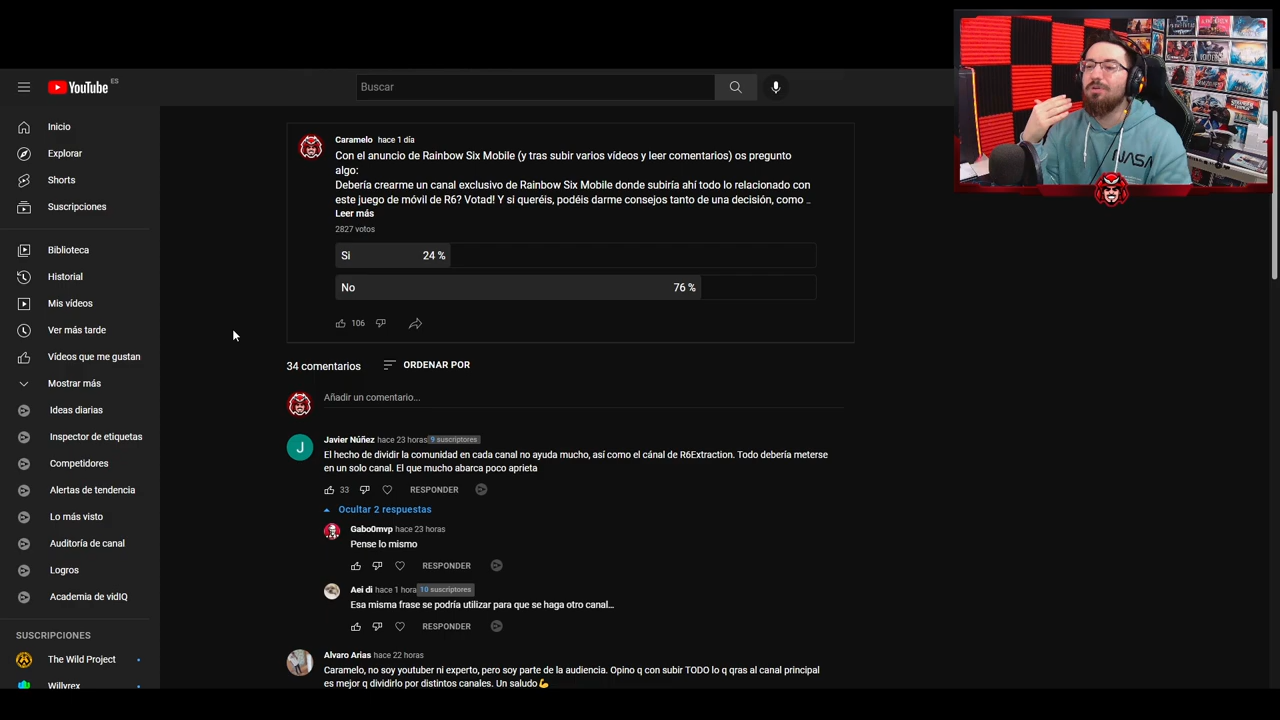 YouTube ES
Buscar
Inicio
Explorar
Shorts
Suscripciones
Biblioteca
Historial
Mis vídeos
Ver más tarde
Vídeos que me gustan
Mostrar más
Ideas diarias
Inspector de etiquetas
Competidores
Alertas de tendencia
Lo más visto
Auditoría de canal
Logros
Academia de vidIQ
SUSCRIPCIONES
The Wild Project
Willyrex
Caramelo hace 1 día
Con el anuncio de Rainbow Six Mobile (y tras subir varios vídeos y leer comentarios) os pregunto
algo:
Debería crearme un canal exclusivo de Rainbow Six Mobile donde subiría ahí todo lo relacionado con
este juego de móvil de R6? Votad! Y si queréis, podéis darme consejos tanto de una decisión, como ...
Leer más
2827 votos
Si 24 %
No 76 %
106
34 comentarios ORDENAR POR
Añadir un comentario...
J
Javier Núñez hace 23 horas 9 suscriptores
El hecho de dividir la comunidad en cada canal no ayuda mucho, así como el cánal de R6Extraction. Todo debería meterse
en un solo canal. El que mucho abarca poco aprieta
33 RESPONDER
Ocultar 2 respuestas
Gabo0mvp hace 23 horas
Pense lo mismo
RESPONDER
Aei di hace 1 hora 10 suscriptores
Esa misma frase se podría utilizar para que se haga otro canal...
RESPONDER
Alvaro Arias hace 22 horas
Caramelo, no soy youtuber ni experto, pero soy parte de la audiencia. Opino q con subir TODO lo q qras al canal principal
es mejor q dividirlo por distintos canales. Un saludo💪
NASA